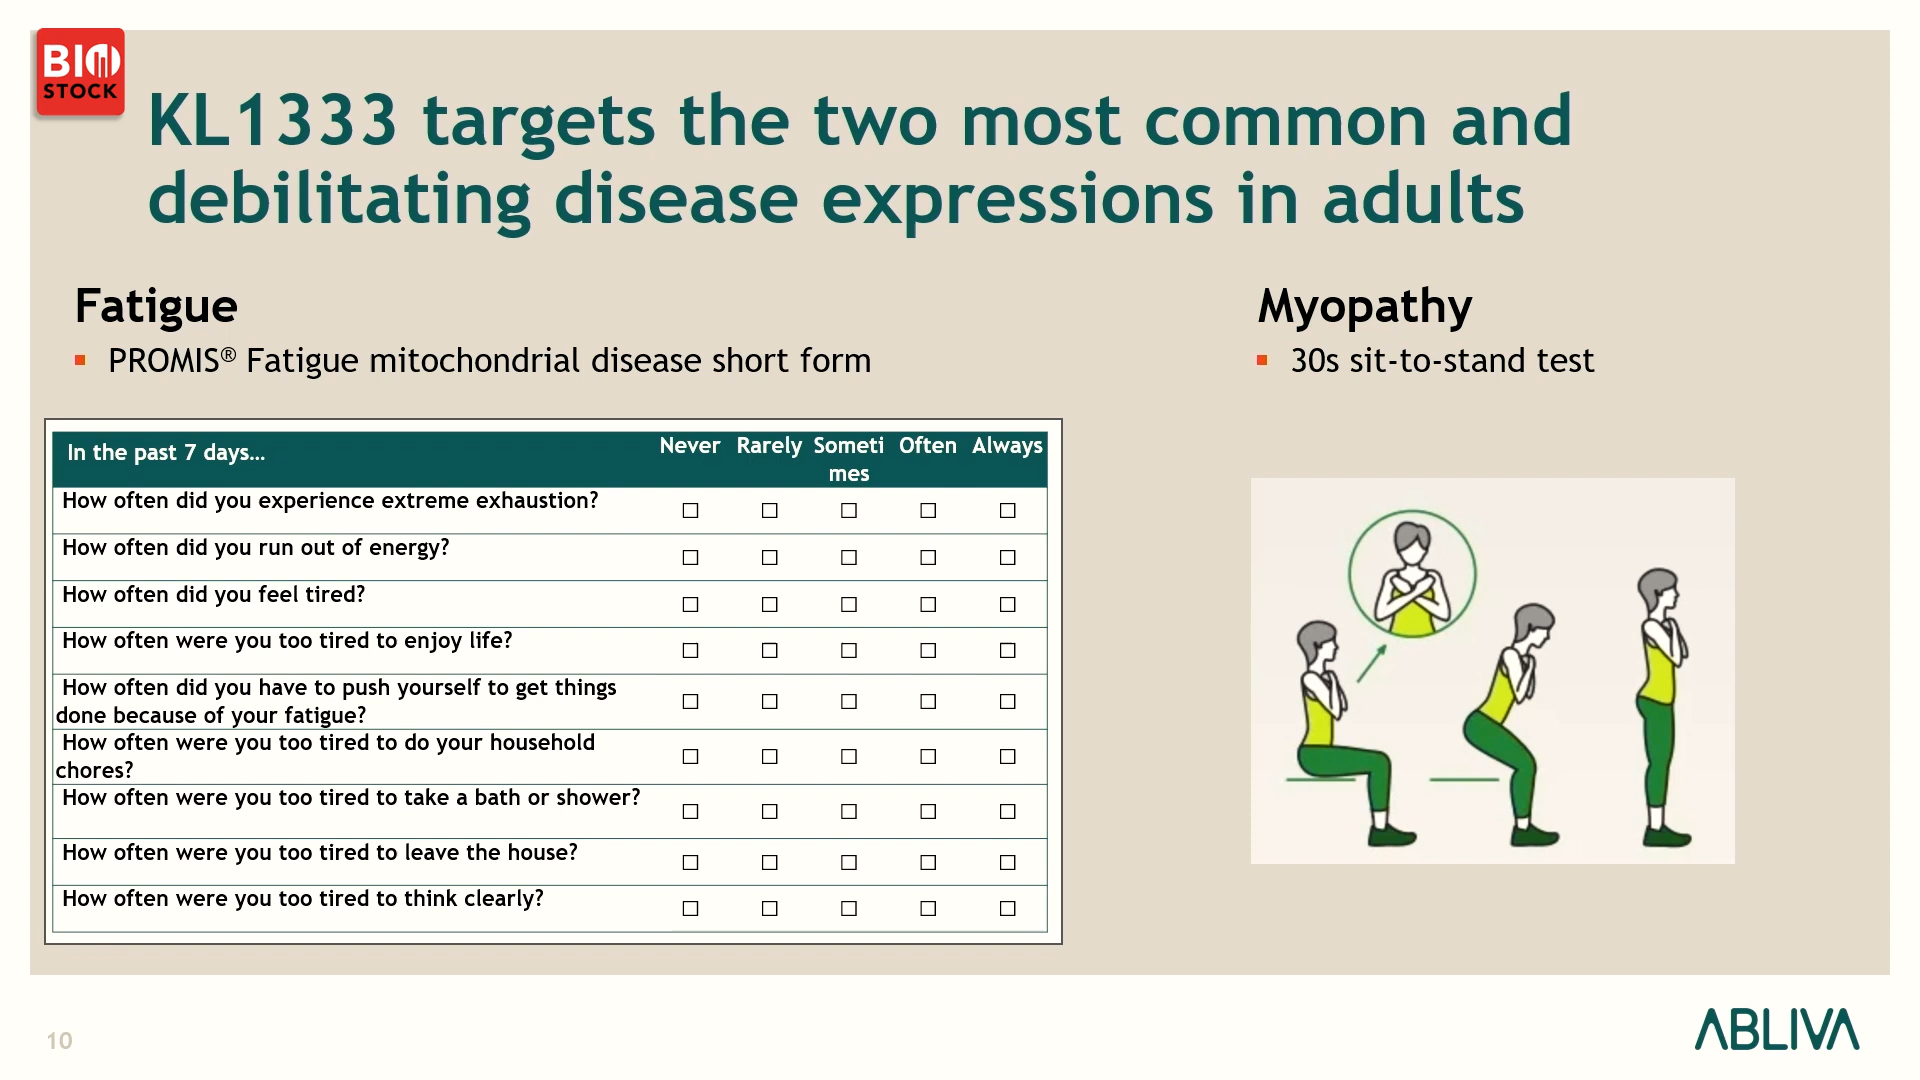 BIO
STOCK
KL1333 targets the two most common and
debilitating disease expressions in adults
Fatigue
▪ PROMIS® Fatigue mitochondrial disease short form
In the past 7 days… Never Rarely Someti Often Always
mes
How often did you experience extreme exhaustion? ☐ ☐ ☐ ☐ ☐
How often did you run out of energy? ☐ ☐ ☐ ☐ ☐
How often did you feel tired? ☐ ☐ ☐ ☐ ☐
How often were you too tired to enjoy life? ☐ ☐ ☐ ☐ ☐
How often did you have to push yourself to get things
done because of your fatigue? ☐ ☐ ☐ ☐ ☐
How often were you too tired to do your household
chores? ☐ ☐ ☐ ☐ ☐
How often were you too tired to take a bath or shower? ☐ ☐ ☐ ☐ ☐
How often were you too tired to leave the house? ☐ ☐ ☐ ☐ ☐
How often were you too tired to think clearly? ☐ ☐ ☐ ☐ ☐
Myopathy
▪ 30s sit-to-stand test
10
ABLIVA